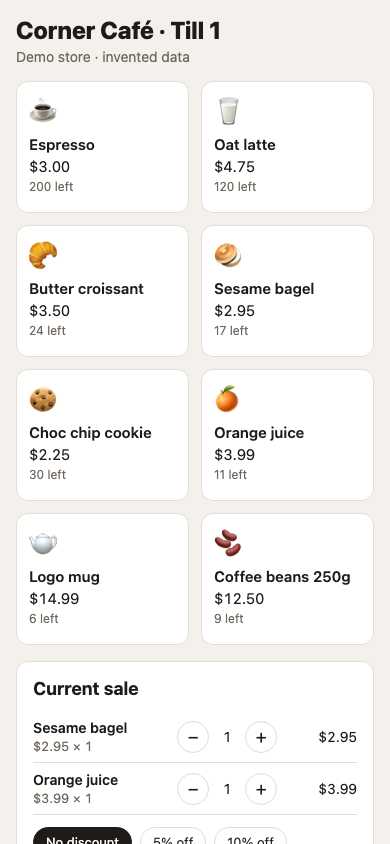 Corner Café · Till 1
Demo store · invented data
Espresso
$3.00
200 left
Oat latte
$4.75
120 left
Butter croissant
$3.50
24 left
Sesame bagel
$2.95
17 left
Choc chip cookie
$2.25
30 left
Orange juice
$3.99
11 left
Logo mug
$14.99
6 left
Coffee beans 250g
$12.50
9 left
Current sale
Sesame bagel
$2.95 × 1
− 1 + $2.95
Orange juice
$3.99 × 1
− 1 + $3.99
No discount 5% off 10% off